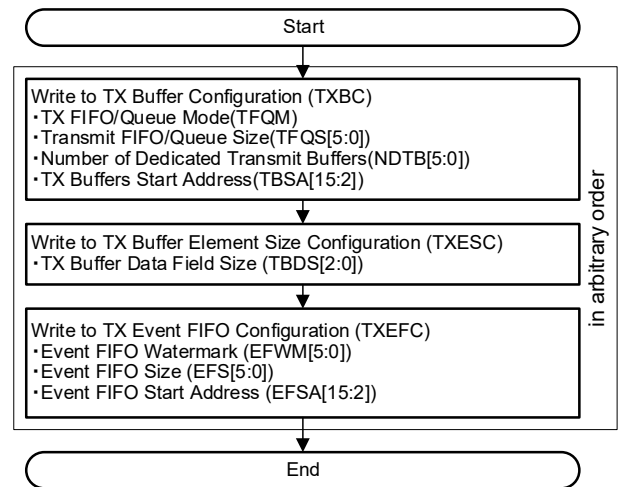 Start
Write to TX Buffer Configuration (TXBC)
・TX FIFO/Queue Mode(TFQM)
・Transmit FIFO/Queue Size(TFQS[5:0])
・Number of Dedicated Transmit Buffers(NDTB[5:0])
・TX Buffers Start Address(TBSA[15:2])
Write to TX Buffer Element Size Configuration (TXESC)
・TX Buffer Data Field Size (TBDS[2:0])
Write to TX Event FIFO Configuration (TXEFC)
・Event FIFO Watermark (EFWM[5:0])
・Event FIFO Size (EFS[5:0])
・Event FIFO Start Address (EFSA[15:2])
in arbitrary order
End